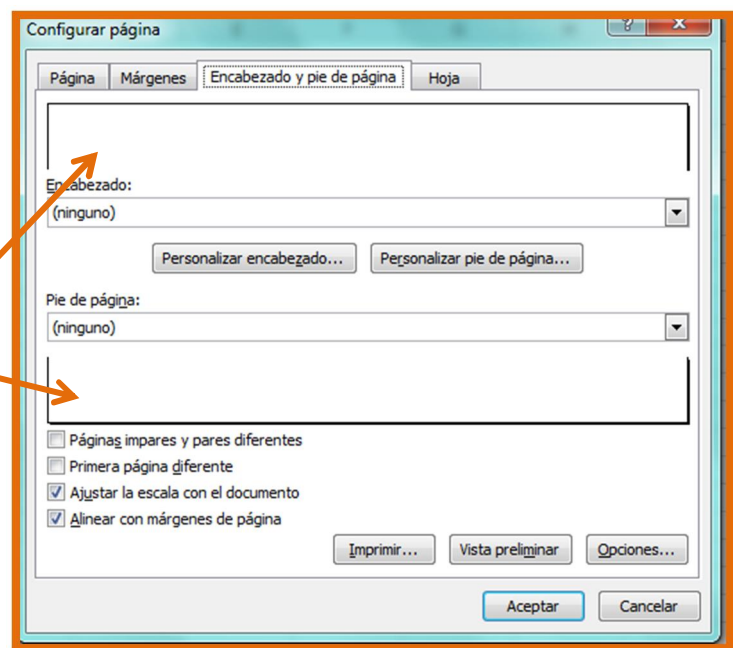 Configurar página
Página Márgenes Encabezado y pie de página Hoja
Encabezado:
(ninguno)
Personalizar encabezado... Personalizar pie de página...
Pie de página:
(ninguno)
Páginas impares y pares diferentes
Primera página diferente
Ajustar la escala con el documento
Alinear con márgenes de página
Imprimir... Vista preliminar Opciones...
Aceptar Cancelar